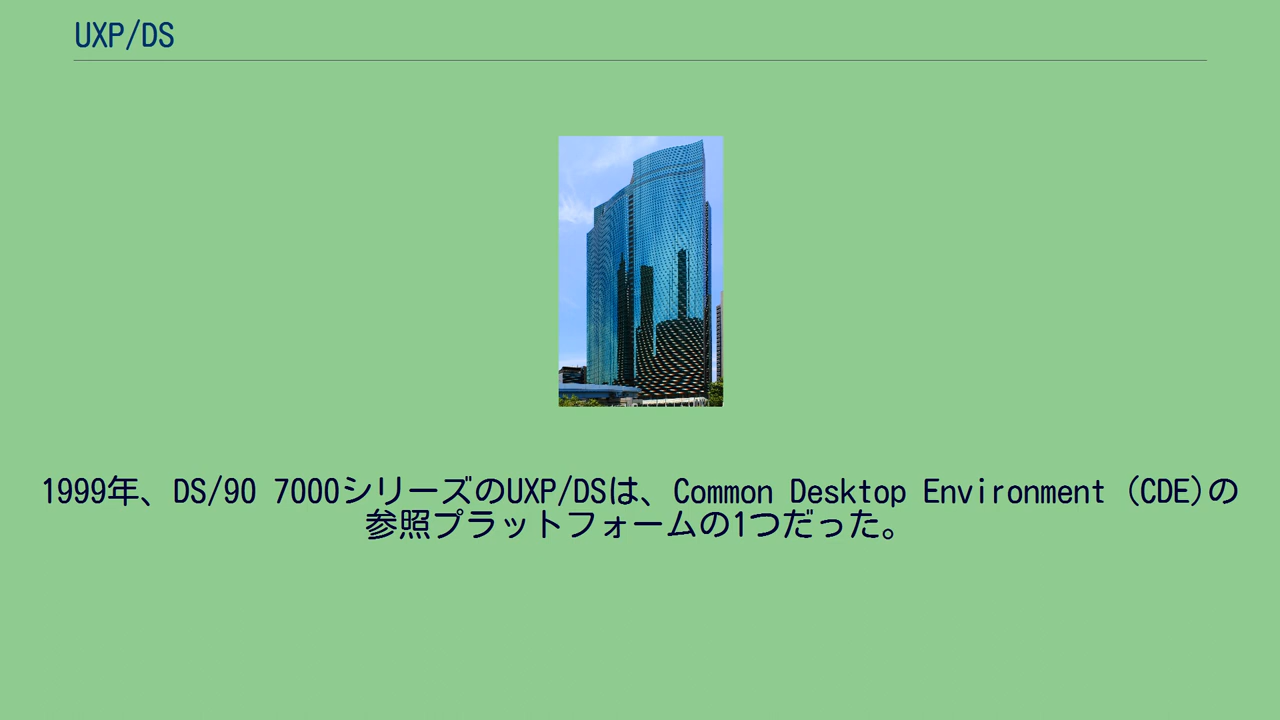 UXP/DS
1999年、DS/90 7000シリーズのUXP/DSは、Common Desktop Environment (CDE)の
参照プラットフォームの1つだった。